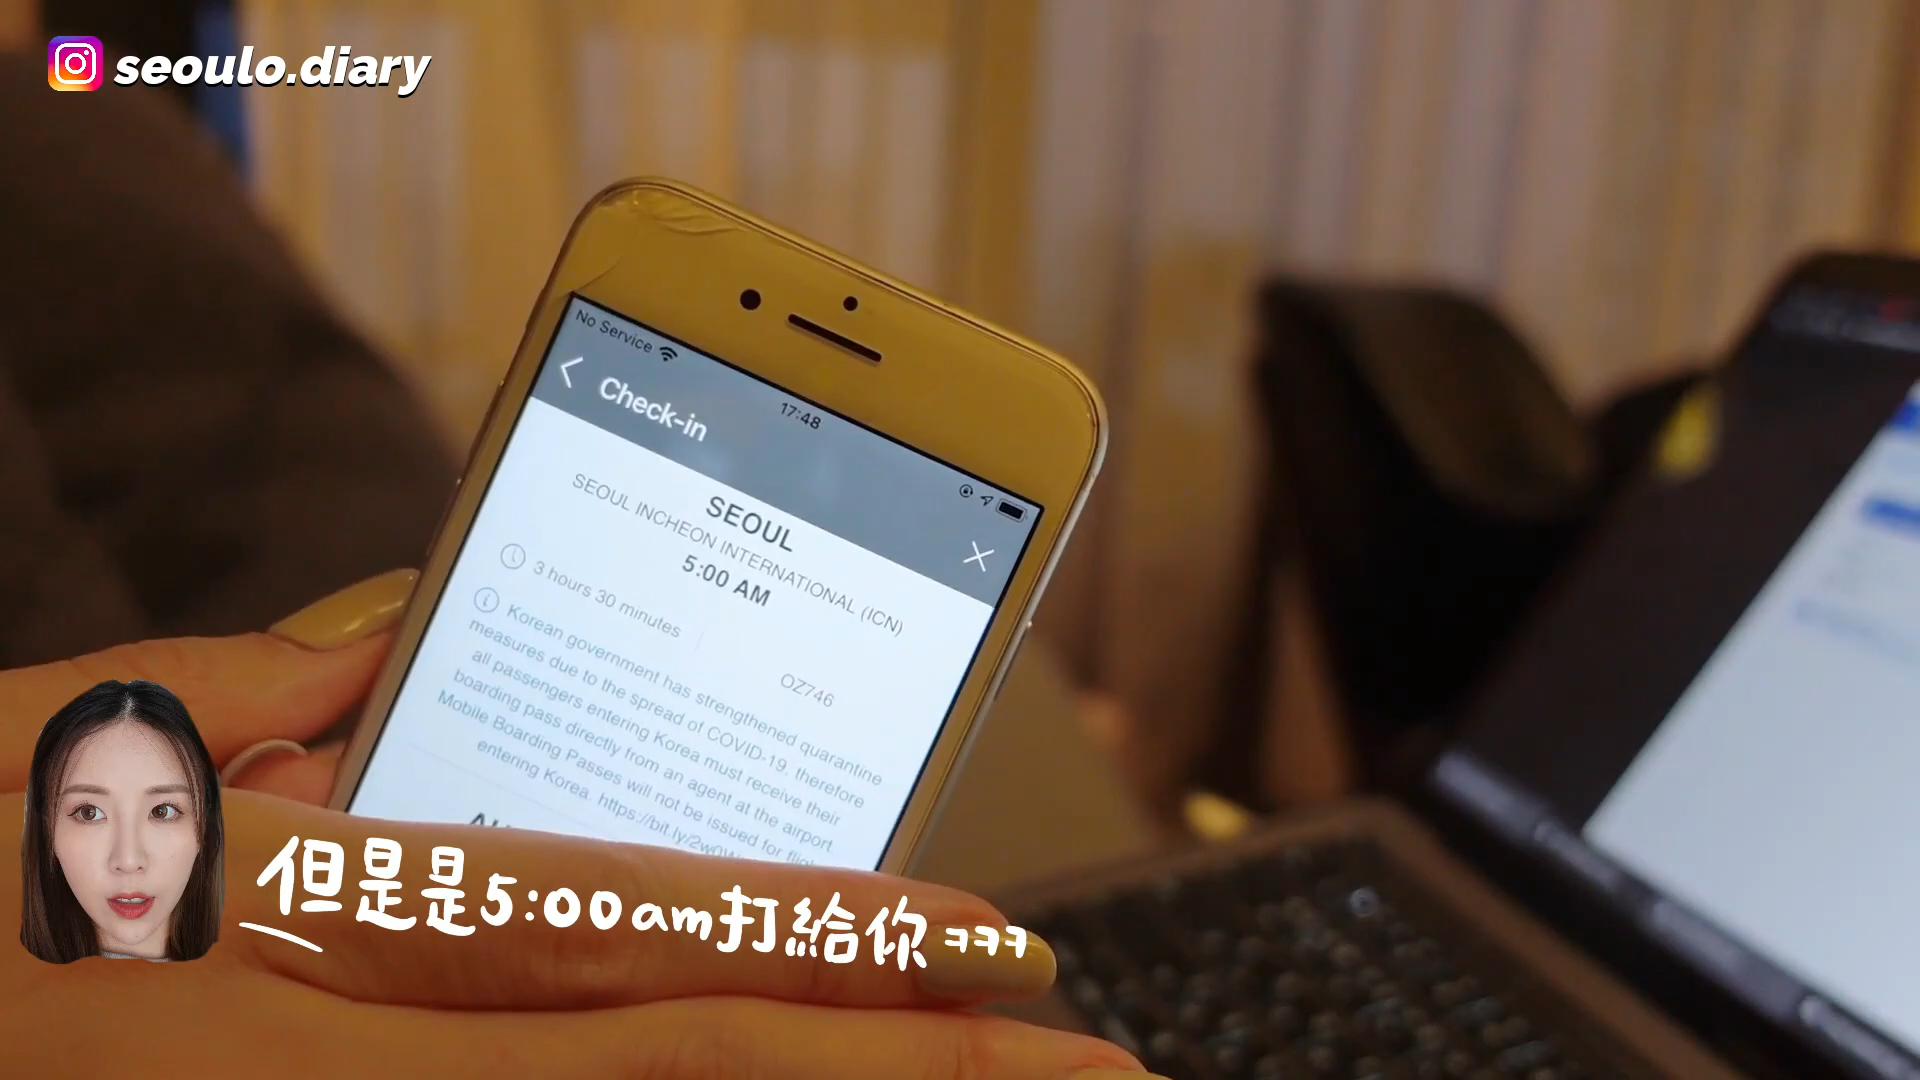 seoulo.diary
No Service
17:48
Check-in
SEOUL
SEOUL INCHEON INTERNATIONAL (ICN)
5:00 AM
3 hours 30 minutes
OZ746
Korean government has strengthened quarantine
measures due to the spread of COVID-19, therefore
all passengers entering Korea must receive their
boarding pass directly from an agent at the airport
Mobile Boarding Passes will not be issued for
entering Korea. https://bit.ly/
但是是5:00am打給你ㅋㅋㅋ